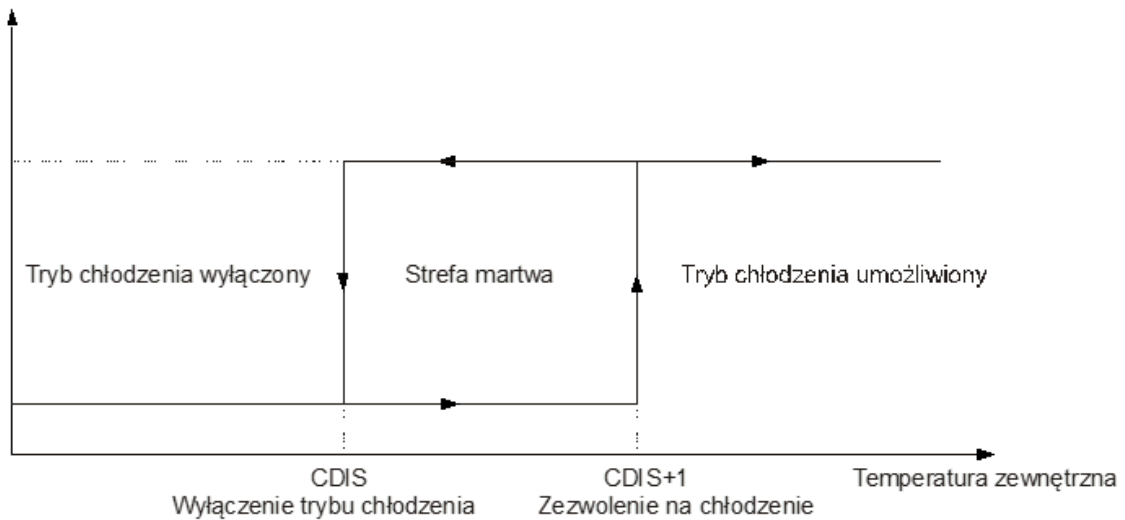 Tryb chłodzenia wyłączony
Strefa martwa
Tryb chłodzenia umożliwiony
CDIS
CDIS+1
Temperatura zewnętrzna
Wyłączenie trybu chłodzenia
Zezwolenie na chłodzenie